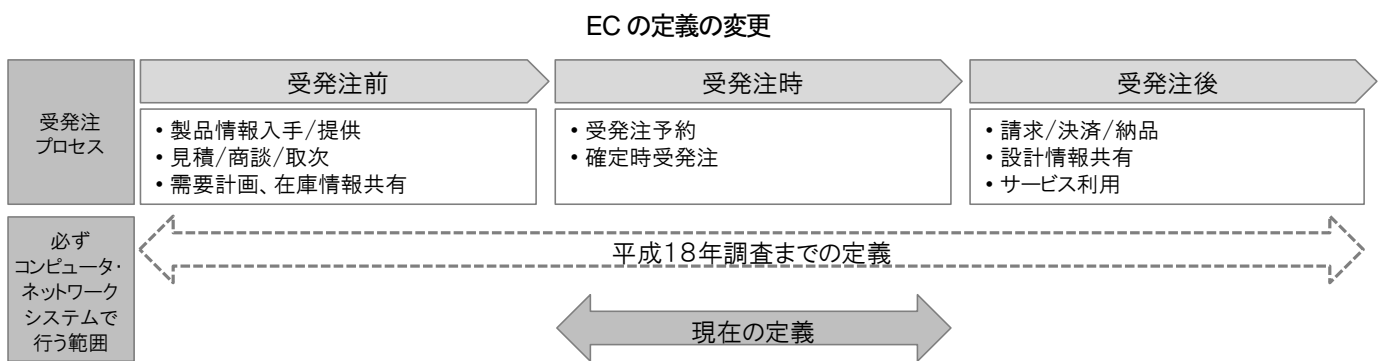 EC の定義の変更
受発注
プロセス
受発注前
• 製品情報入手/提供
• 見積/商談/取次
• 需要計画、在庫情報共有
受発注時
• 受発注予約
• 確定時受発注
受発注後
• 請求/決済/納品
• 設計情報共有
• サービス利用
必ず
コンピュータ・
ネットワーク
システムで
行う範囲
平成18年調査までの定義
現在の定義